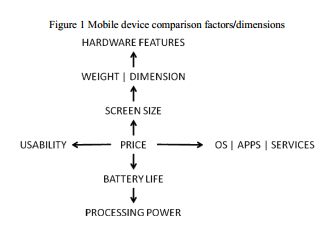 Figure 1 Mobile device comparison factors/dimensions
HARDWARE FEATURES
WEIGHT | DIMENSION
SCREEN SIZE
USABILITY PRICE OS | APPS | SERVICES
BATTERY LIFE
PROCESSING POWER